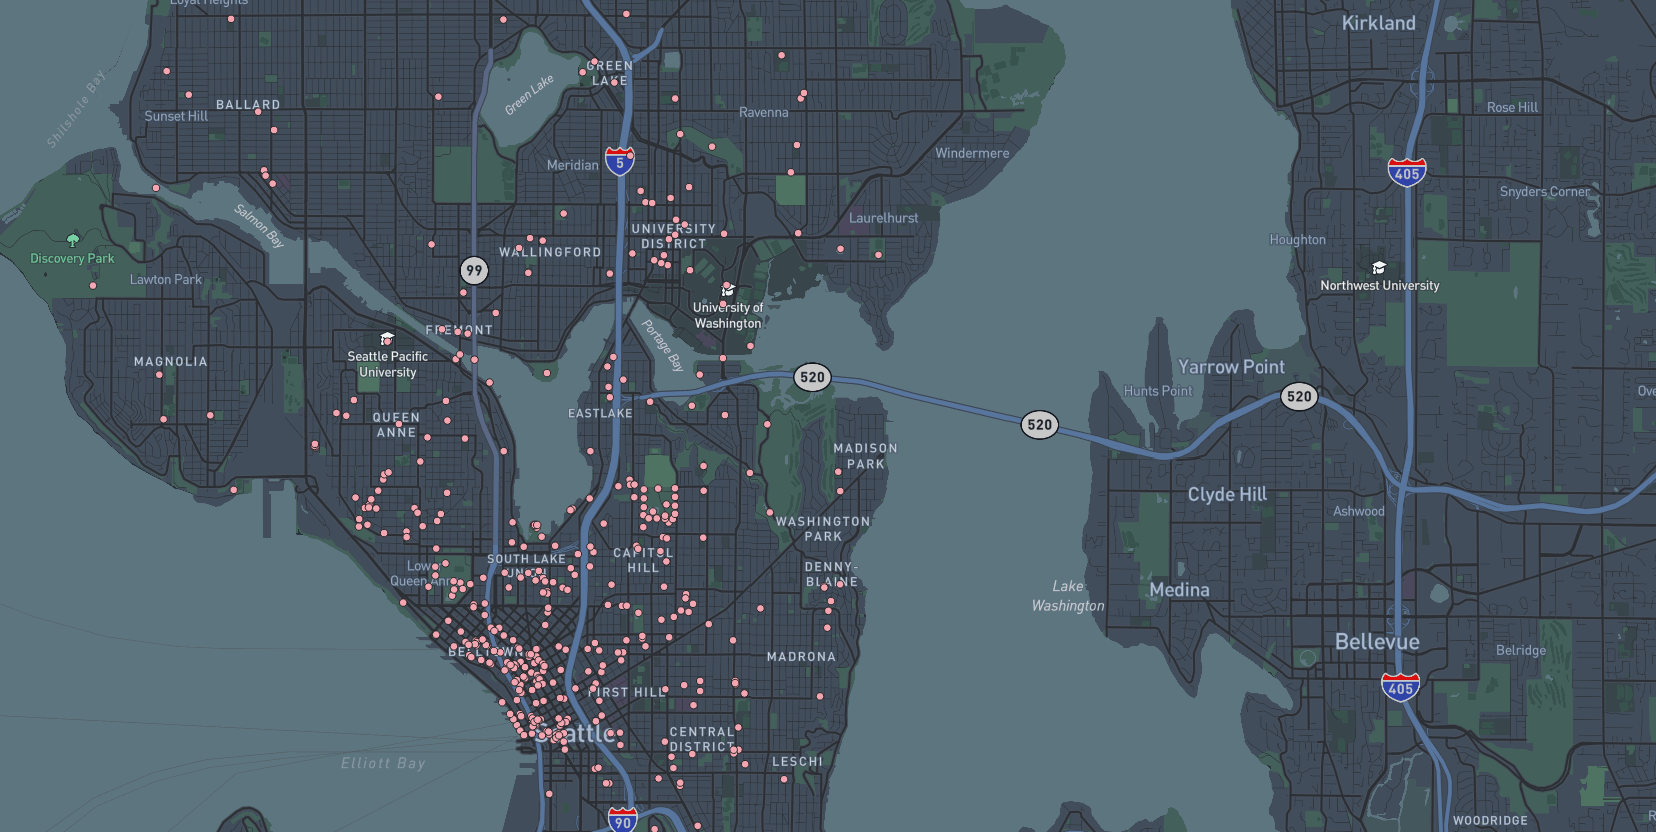 Loyal Heights
Kirkland
Shilshole Bay
BALLARD
Sunset Hill
Green Lake
GREEN
LAKE
Ravenna
Rose Hill
Meridian
5
Windermere
405
Snyders Corner
Salmon Bay
Laurelhurst
UNIVERSITY
DISTRICT
WALLINGFORD
Houghton
Discovery Park
Lawton Park
99
Northwest University
University of
Washington
FREMONT
Portage Bay
Seattle Pacific
University
MAGNOLIA
520
Yarrow Point
Hunts Point
520
EASTLAKE
QUEEN
ANNE
520
MADISON
PARK
Clyde Hill
Ashwood
WASHINGTON
PARK
SOUTH LAKE
UNION
CAPITOL
HILL
Low
Queen Ann
DENNY-
BLAINE
Lake
Washington
Medina
BELLTOWN
MADRONA
Bellevue
Belridge
FIRST HILL
405
Seattle
CENTRAL
DISTRICT
LESCHI
Elliott Bay
90
WOODRIDGE